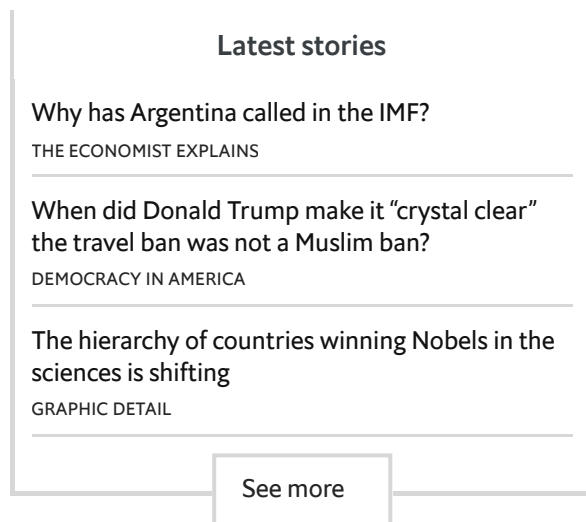 Latest stories
Why has Argentina called in the IMF?
THE ECONOMIST EXPLAINS
When did Donald Trump make it “crystal clear”
the travel ban was not a Muslim ban?
DEMOCRACY IN AMERICA
The hierarchy of countries winning Nobels in the
sciences is shifting
GRAPHIC DETAIL
See more